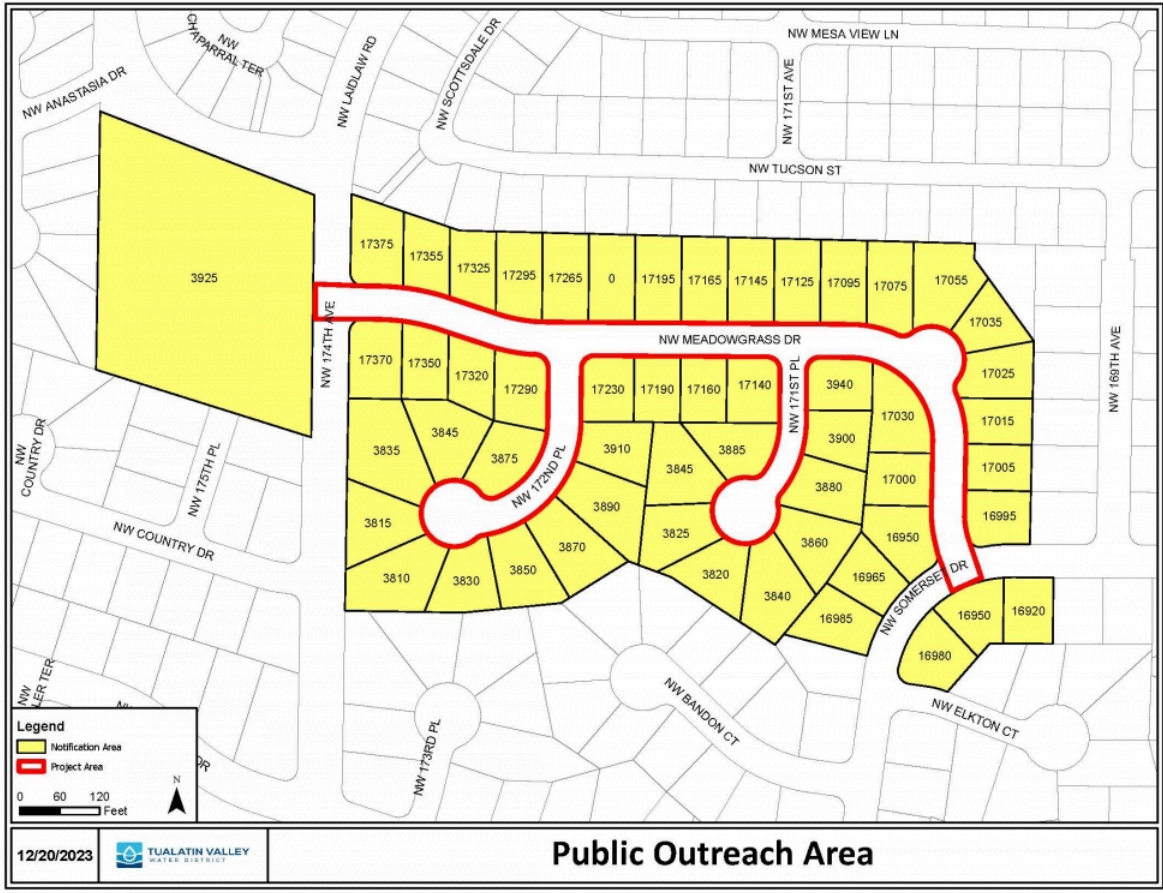 NW CHAPARRAL TER
NW LAIDLAW RD
NW SCOTTSDALE DR
NW MESA VIEW LN
NW ANASTASIA DR
NW 171ST AVE
NW TUCSON ST
3925
17375
17355
17325
17295
17265
0
17195
17165
17145
17125
17095
17075
17055
17035
NW 174TH AVE
NW MEADOWGRASS DR
NW 169TH AVE
17370
17350
17320
17290
17230
17190
17160
17140
NW 171ST PL
3940
17030
17025
17015
17005
16995
3835
3845
3875
NW 172ND PL
3910
3845
3885
3900
17000
NW COUNTRY DR
NW 175TH PL
3815
3890
3880
NW COUNTRY DR
3825
3860
16950
3810
3830
3850
3870
3820
3840
16965
16985
NW SOMERSET DR
16950
16920
16980
NW BANDON CT
NW ELKTON CT
NW 173RD PL
NW
LER TER
NW
DR
Legend
Notification Area
Project Area
0 60 120
Feet
N
12/20/2023
TUALATIN VALLEY
WATER DISTRICT
Public Outreach Area